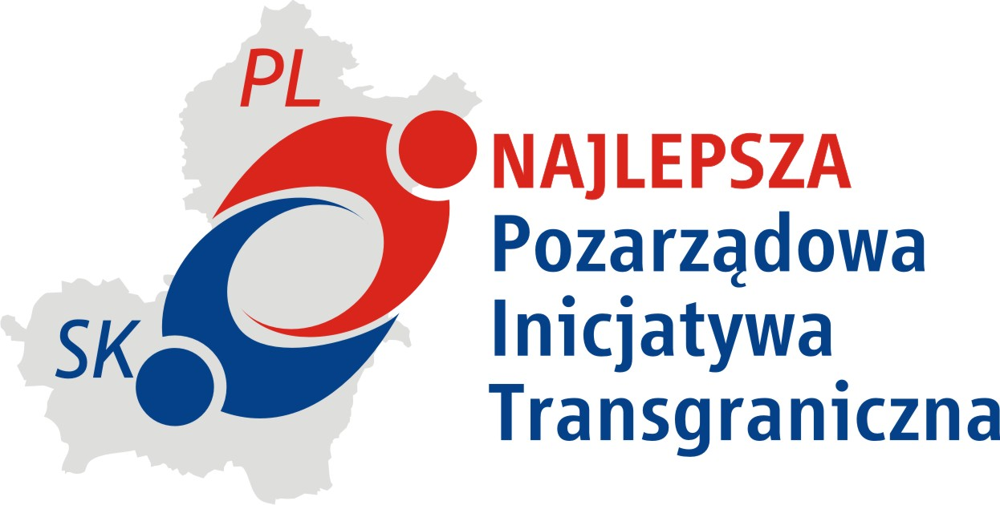 PL
SK
NAJLEPSZA
Pozarządowa
Inicjatywa
Transgraniczna